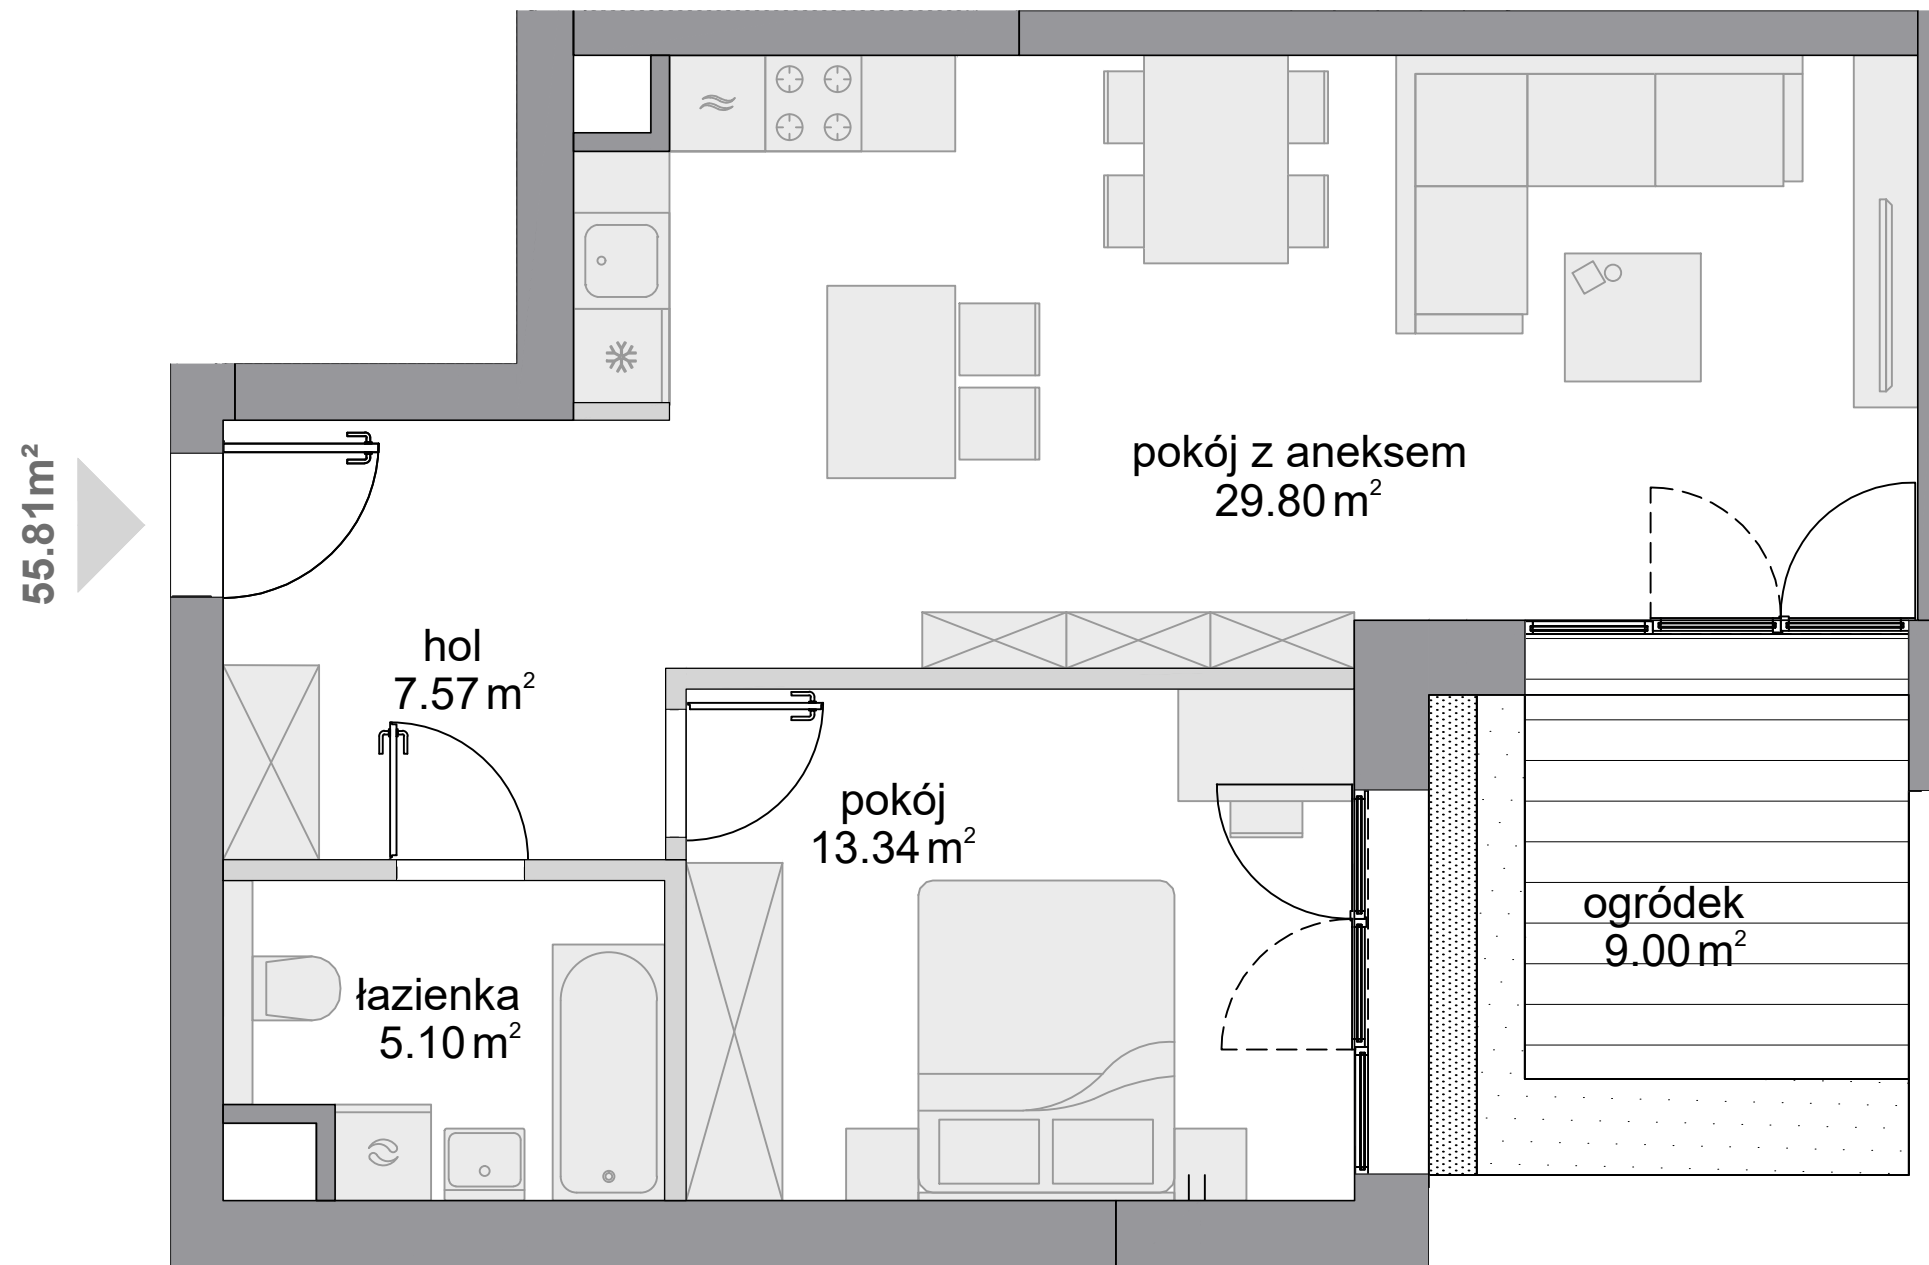 55.81m²
pokój z aneksem
29.80 m²
hol
7.57 m²
pokój
13.34 m²
ogródek
9.00 m²
łazienka
5.10 m²